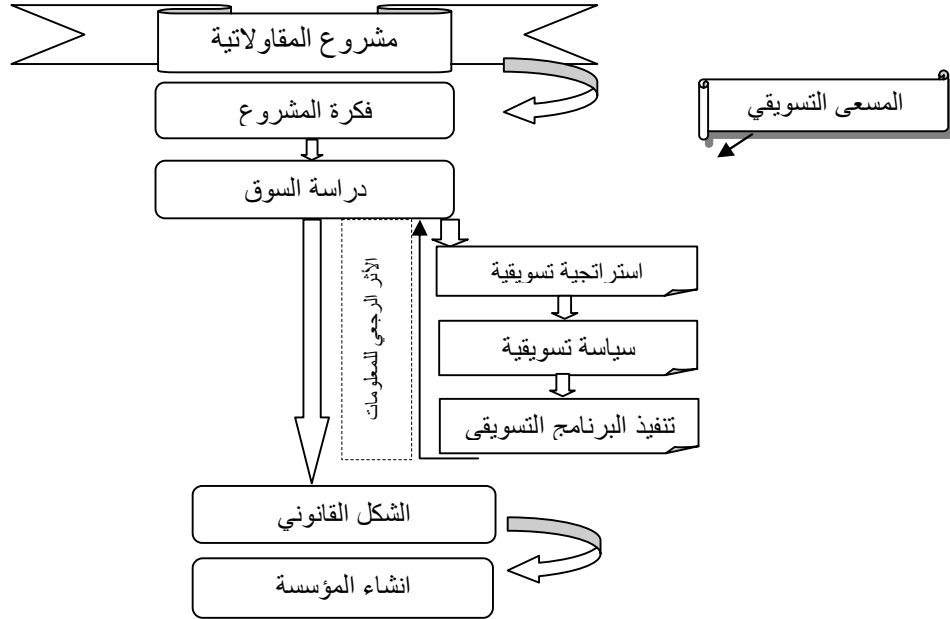 مشروع المقاولاتية
فكرة المشروع
المسعى التسويقي
دراسة السوق
استراتجية تسويقية
الأثر الرجعي للمعلومات
سياسة تسويقية
تنفيذ البرنامج التسويقي
الشكل القانوني
انشاء المؤسسة